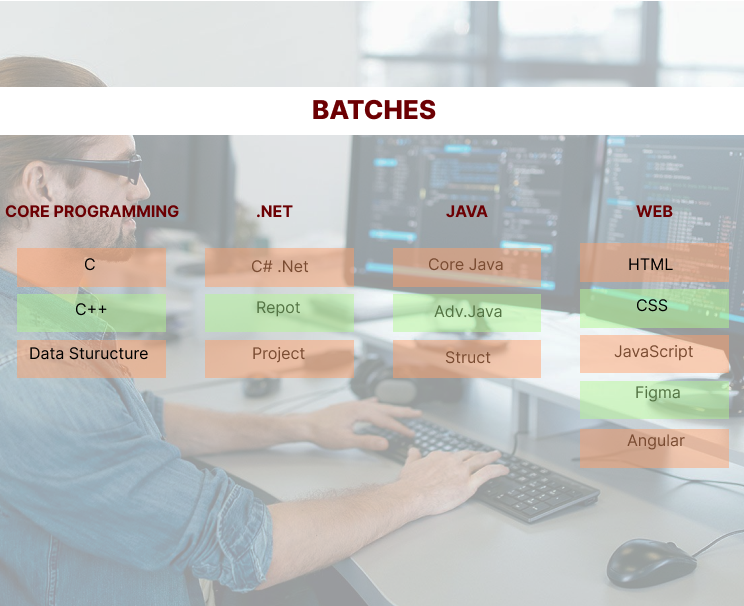 BATCHES
CORE PROGRAMMING
.NET
JAVA
WEB
C
C# .Net
Core Java
HTML
C++
Repot
Adv.Java
CSS
Data Sturucture
Project
Struct
JavaScript
Figma
Angular